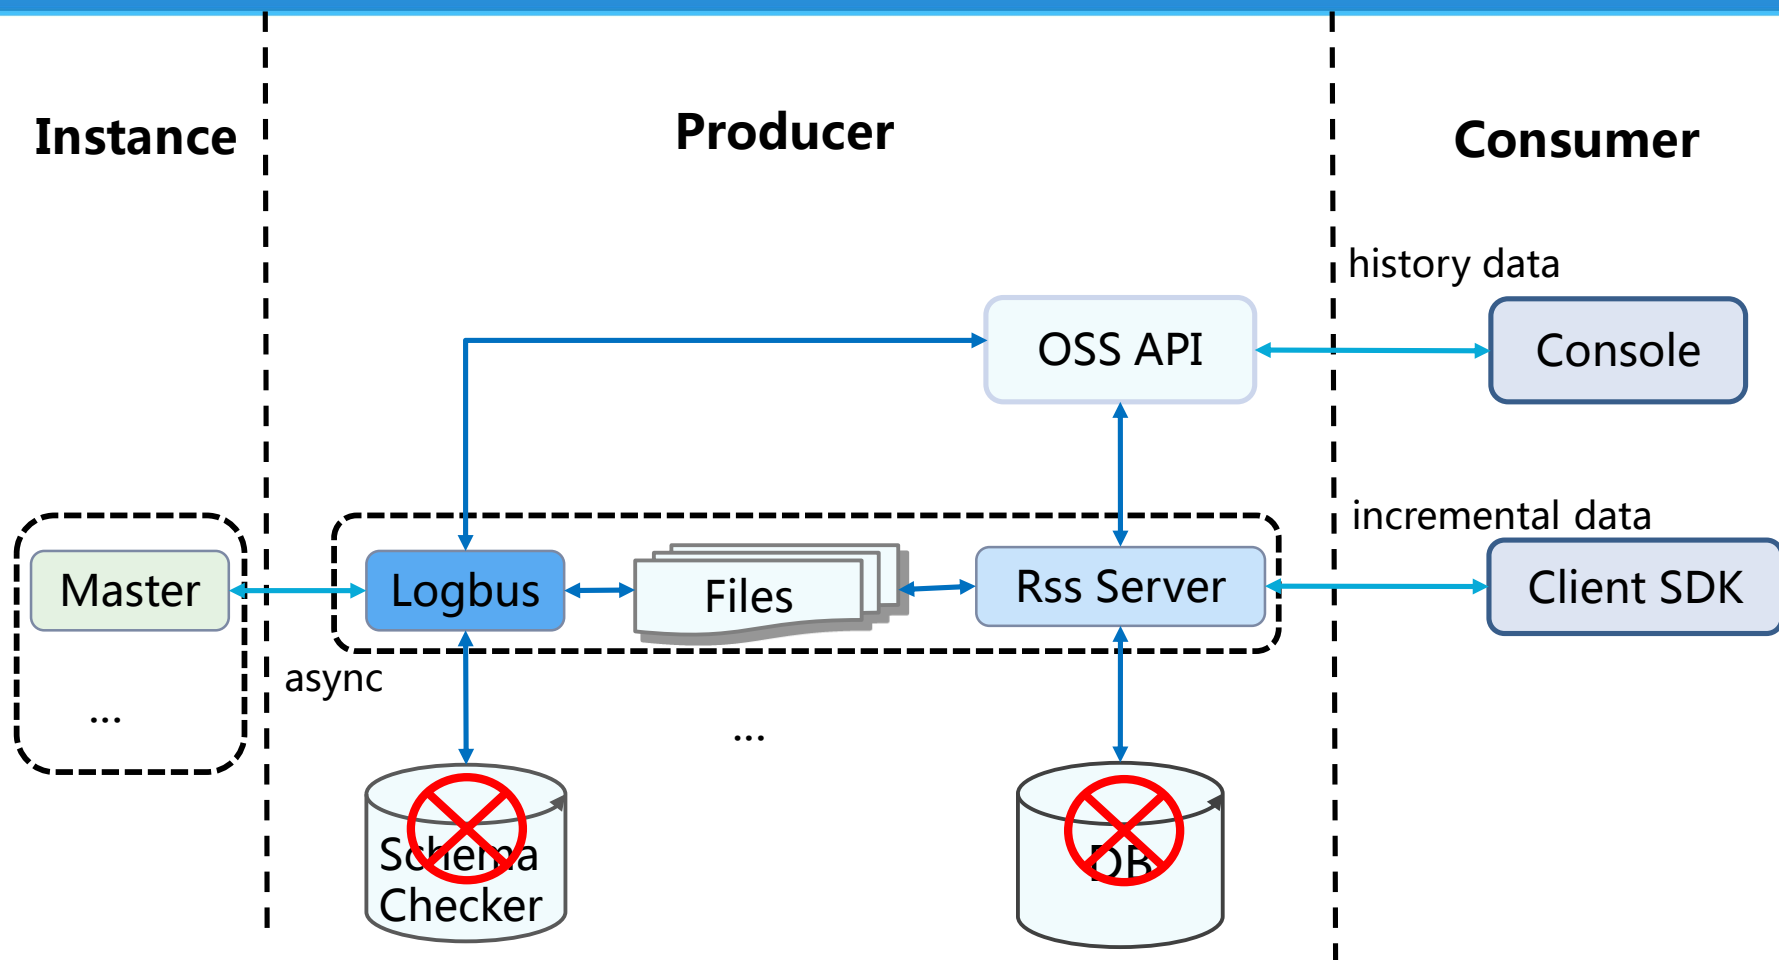 Instance
Producer
Consumer
history data
OSS API
Console
incremental data
Master
Logbus
Files
Rss Server
Client SDK
async
...
...
Schema
Checker
DB